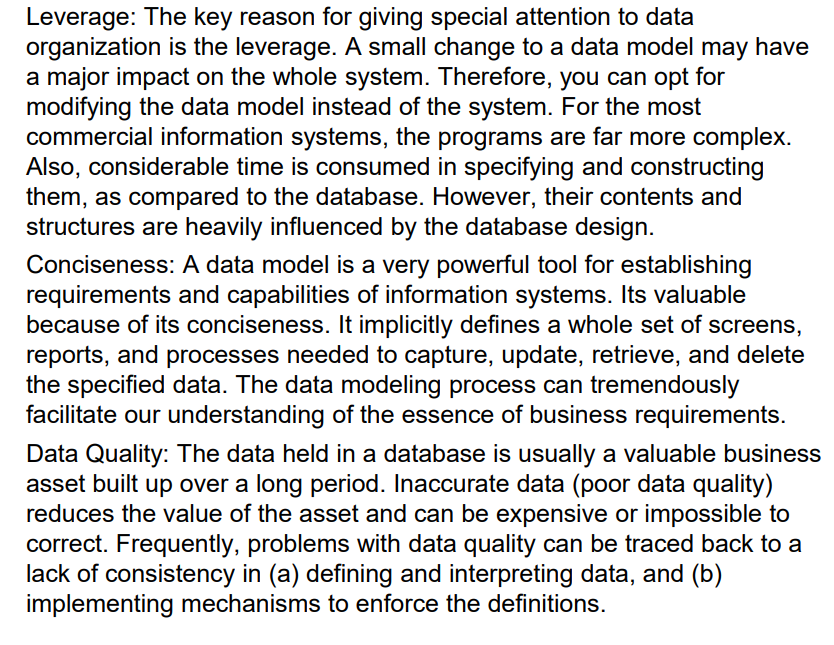 Leverage: The key reason for giving special attention to data
organization is the leverage. A small change to a data model may have
a major impact on the whole system. Therefore, you can opt for
modifying the data model instead of the system. For the most
commercial information systems, the programs are far more complex.
Also, considerable time is consumed in specifying and constructing
them, as compared to the database. However, their contents and
structures are heavily influenced by the database design.
Conciseness: A data model is a very powerful tool for establishing
requirements and capabilities of information systems. Its valuable
because of its conciseness. It implicitly defines a whole set of screens,
reports, and processes needed to capture, update, retrieve, and delete
the specified data. The data modeling process can tremendously
facilitate our understanding of the essence of business requirements.
Data Quality: The data held in a database is usually a valuable business
asset built up over a long period. Inaccurate data (poor data quality)
reduces the value of the asset and can be expensive or impossible to
correct. Frequently, problems with data quality can be traced back to a
lack of consistency in (a) defining and interpreting data, and (b)
implementing mechanisms to enforce the definitions.